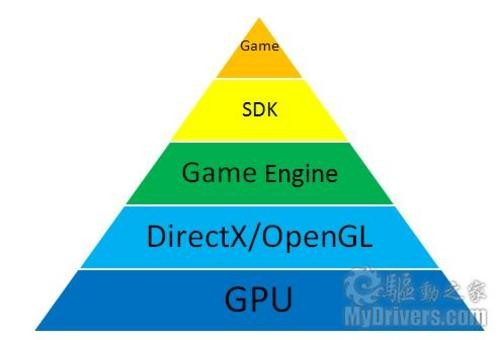 Game
SDK
Game Engine
DirectX/OpenGL
GPU
驅動之家
MyDrivers.com